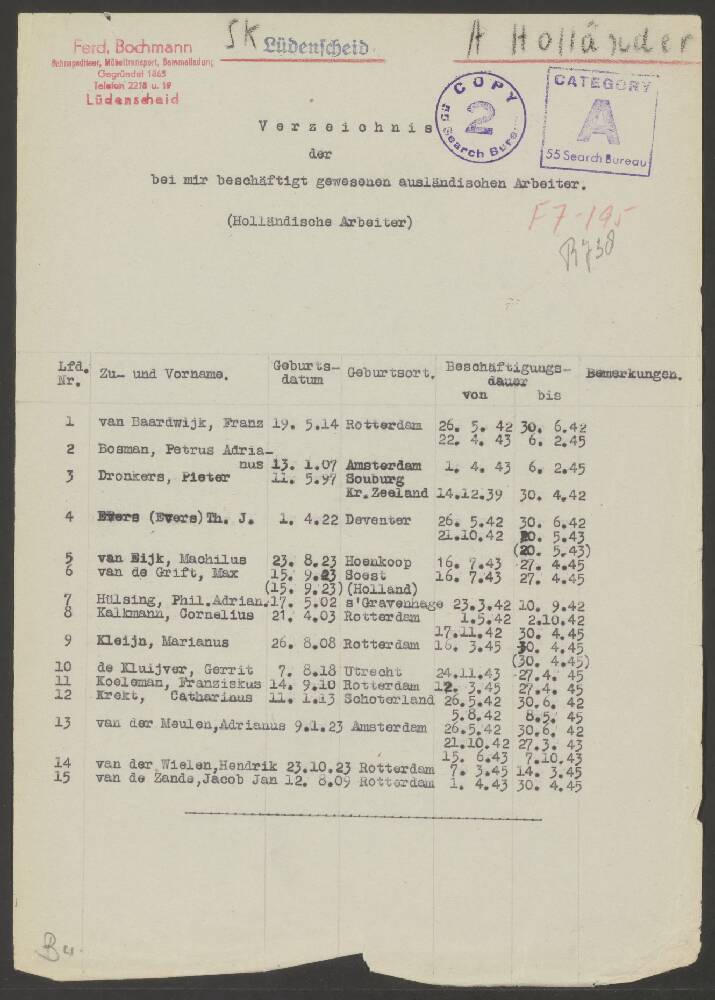 Ferd. Bochmann
Gegründet 1865
Telefon 2218 u. 19
Lüdenscheid
SK Lüdenscheid.
A Holländer
COPY
2
55 Search Bureau
CATEGORY
A
55 Search Bureau
Verzeichnis
der
bei mir beschäftigt gewesenen ausländischen Arbeiter.
(Holländische Arbeiter)
F7-195
Lfd. Nr. Zu- und Vorname. Geburts- datum Geburtsort. Beschäftigungs- dauer von bis Bemerkungen.
1 van Baardwijk, Franz 19. 5.14 Rotterdam 26. 5. 42 30. 6.42
22. 4. 43 6. 2.45
2 Bosman, Petrus Adria-
nus 13. 1.07 Amsterdam 1. 4. 43 6. 2.45
3 Dronkers, Pieter 11. 5.97 Souburg
Kr. Zeeland 14.12.39 30. 4.42
4 Evers (Evers) Th. J. 1. 4.22 Deventer 26. 5.42 30. 6.42
21.10.42 20. 5.43
(20. 5.43)
5 van Eijk, Machilus 23. 8.23 Hoenkoop 16. 7.43 27. 4.45
6 van de Grift, Max 15. 9.23 Soest 16. 7.43 27. 4.45
(15. 9.23) (Holland)
7 Hülsing, Phil.Adrian. 17. 5.02 s'Gravenhage 23.3.42 10. 9.42
8 Kalkmann, Cornelius 21. 4.03 Rotterdam 1.5.42 2.10.42
17.11.42 30. 4.45
9 Kleijn, Marianus 26. 8.08 Rotterdam 16. 3.45 30. 4.45
(30. 4.45)
10 de Kluijver, Gerrit 7. 8.18 Utrecht 24.11.43 27.4. 45
11 Koeleman, Franziskus 14. 9.10 Rotterdam 12. 3.45 27.4. 45
12 Krekt, Catharinus 11. 1.13 Schoterland 26.5.42 30.6. 42
5.8.42 8.5. 45
13 van der Meulen,Adrianus 9.1.23 Amsterdam 26.5.42 30.6. 42
21.10.42 27.3. 43
15. 6.43 7.10.43
14 van der Wielen,Hendrik 23.10.23 Rotterdam 7. 3.45 14. 3.45
15 van de Zande,Jacob Jan 12. 8.09 Rotterdam 1. 4.43 30. 4.45